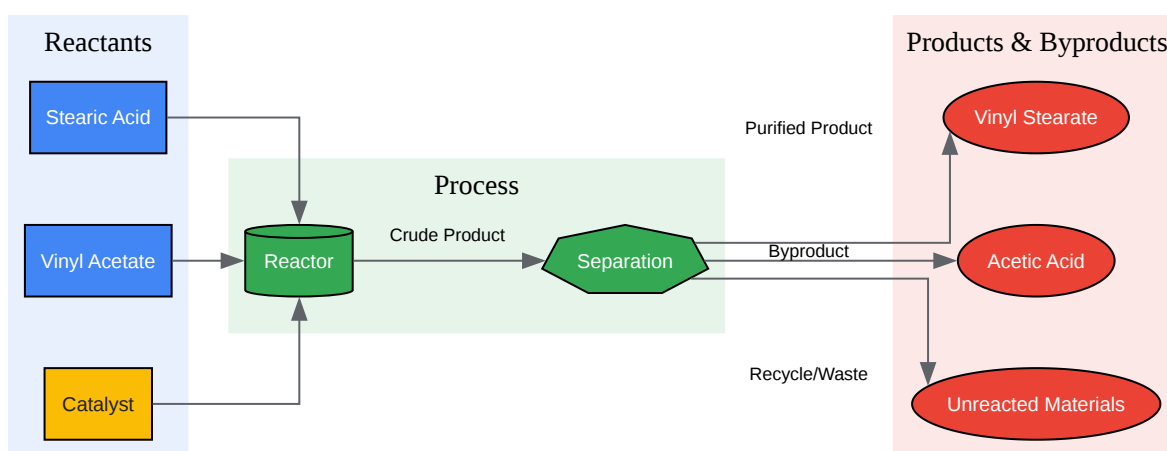 Reactants
Products & Byproducts
Stearic Acid
Vinyl Stearate
Purified Product
Process
Crude Product
Vinyl Acetate
Reactor
Separation
Byproduct
Acetic Acid
Recycle/Waste
Catalyst
Unreacted Materials